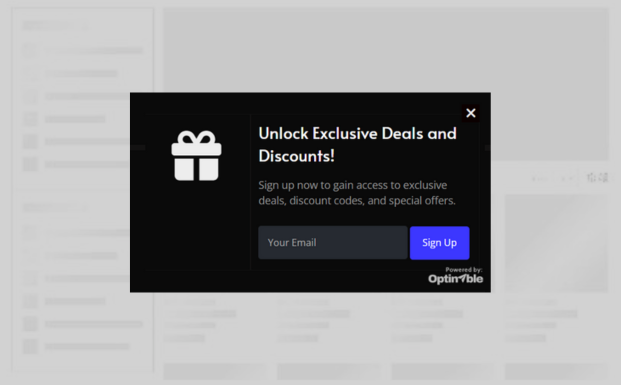 Unlock Exclusive Deals and
Discounts!
Sign up now to gain access to exclusive
deals, discount codes, and special offers.
Your Email
Sign Up
Powered by:
Optinable